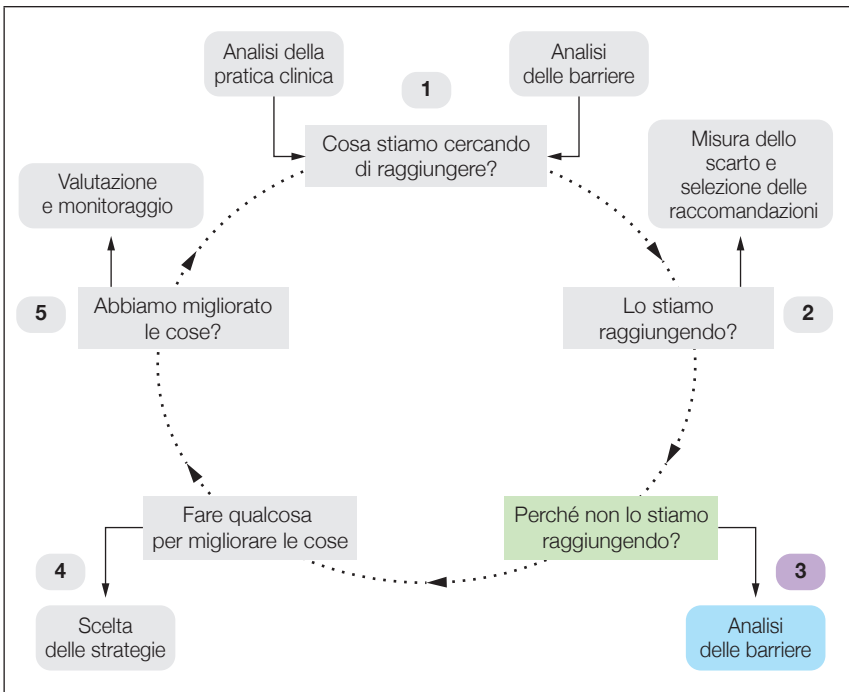 Analisi della
pratica clinica
1
Analisi
delle barriere
Cosa stiamo cercando
di raggiungere?
Misura dello
scarto e
selezione delle
raccomandazioni
Valutazione
e monitoraggio
5
Abbiamo migliorato
le cose?
Lo stiamo
raggiungendo?
2
Fare qualcosa
per migliorare le cose
Perché non lo stiamo
raggiungendo?
4
3
Scelta
delle strategie
Analisi
delle barriere